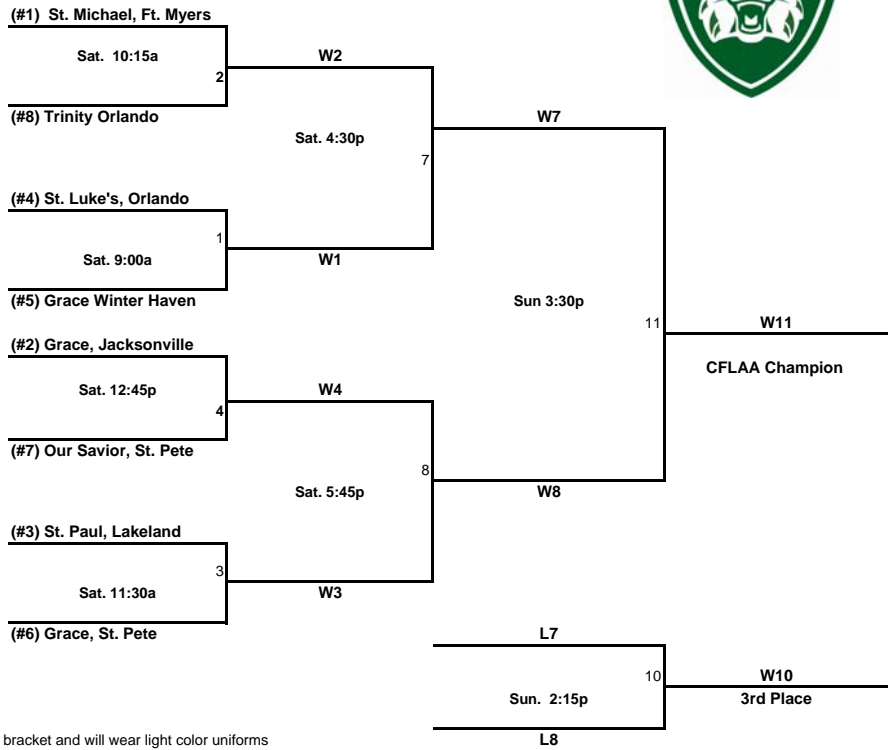 (#1)  St. Michael, Ft. Myers
Sat.  10:15a
W2
2
(#8) Trinity Orlando
W7
Sat. 4:30p
7
(#4) St. Luke's, Orlando
1
Sat. 9:00a
W1
(#5) Grace Winter Haven
Sun 3:30p
11
W11
(#2) Grace, Jacksonville
CFLAA Champion
Sat. 12:45p
W4
4
(#7) Our Savior, St. Pete
8
Sat. 5:45p
W8
(#3) St. Paul, Lakeland
3
Sat. 11:30a
W3
(#6) Grace, St. Pete
L7
10
W10
Sun.  2:15p
3rd Place
L8
bracket and will wear light color uniforms